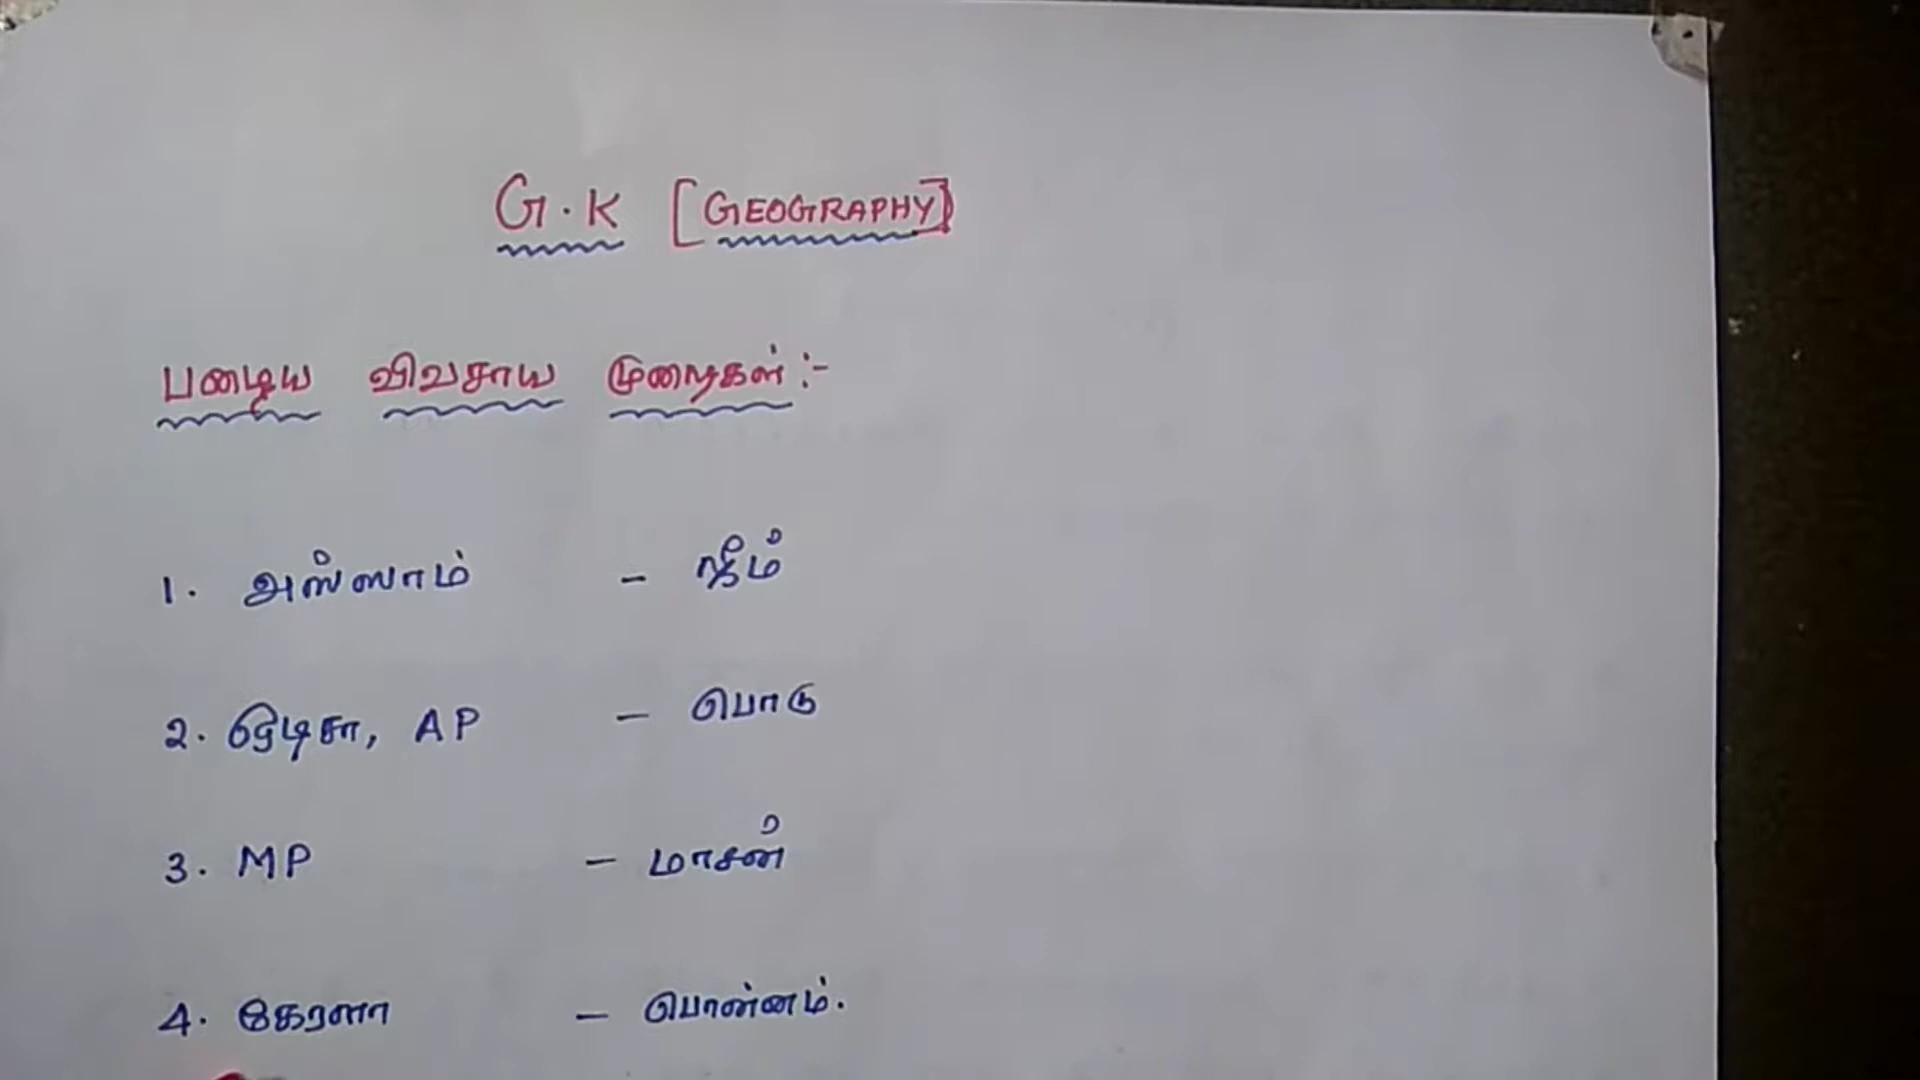 G.K [GEOGRAPHY]
பழைய விவசாய முறைகள் :-
1. அஸ்ஸாம் - ஜீம்
2. ஒடிசா, AP - பொடு
3. MP - மாசன்
4. கேரளா - பொன்னம்.